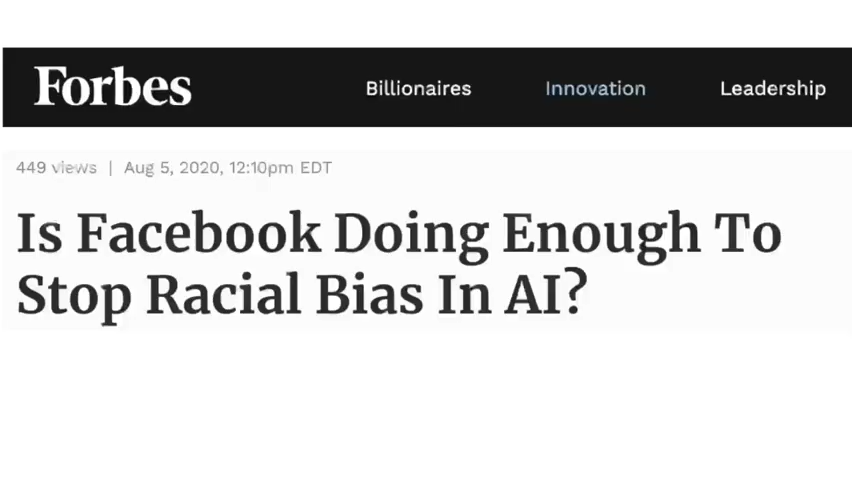 Forbes Billionaires Innovation Leadership
449 views | Aug 5, 2020, 12:10pm EDT
Is Facebook Doing Enough To
Stop Racial Bias In AI?